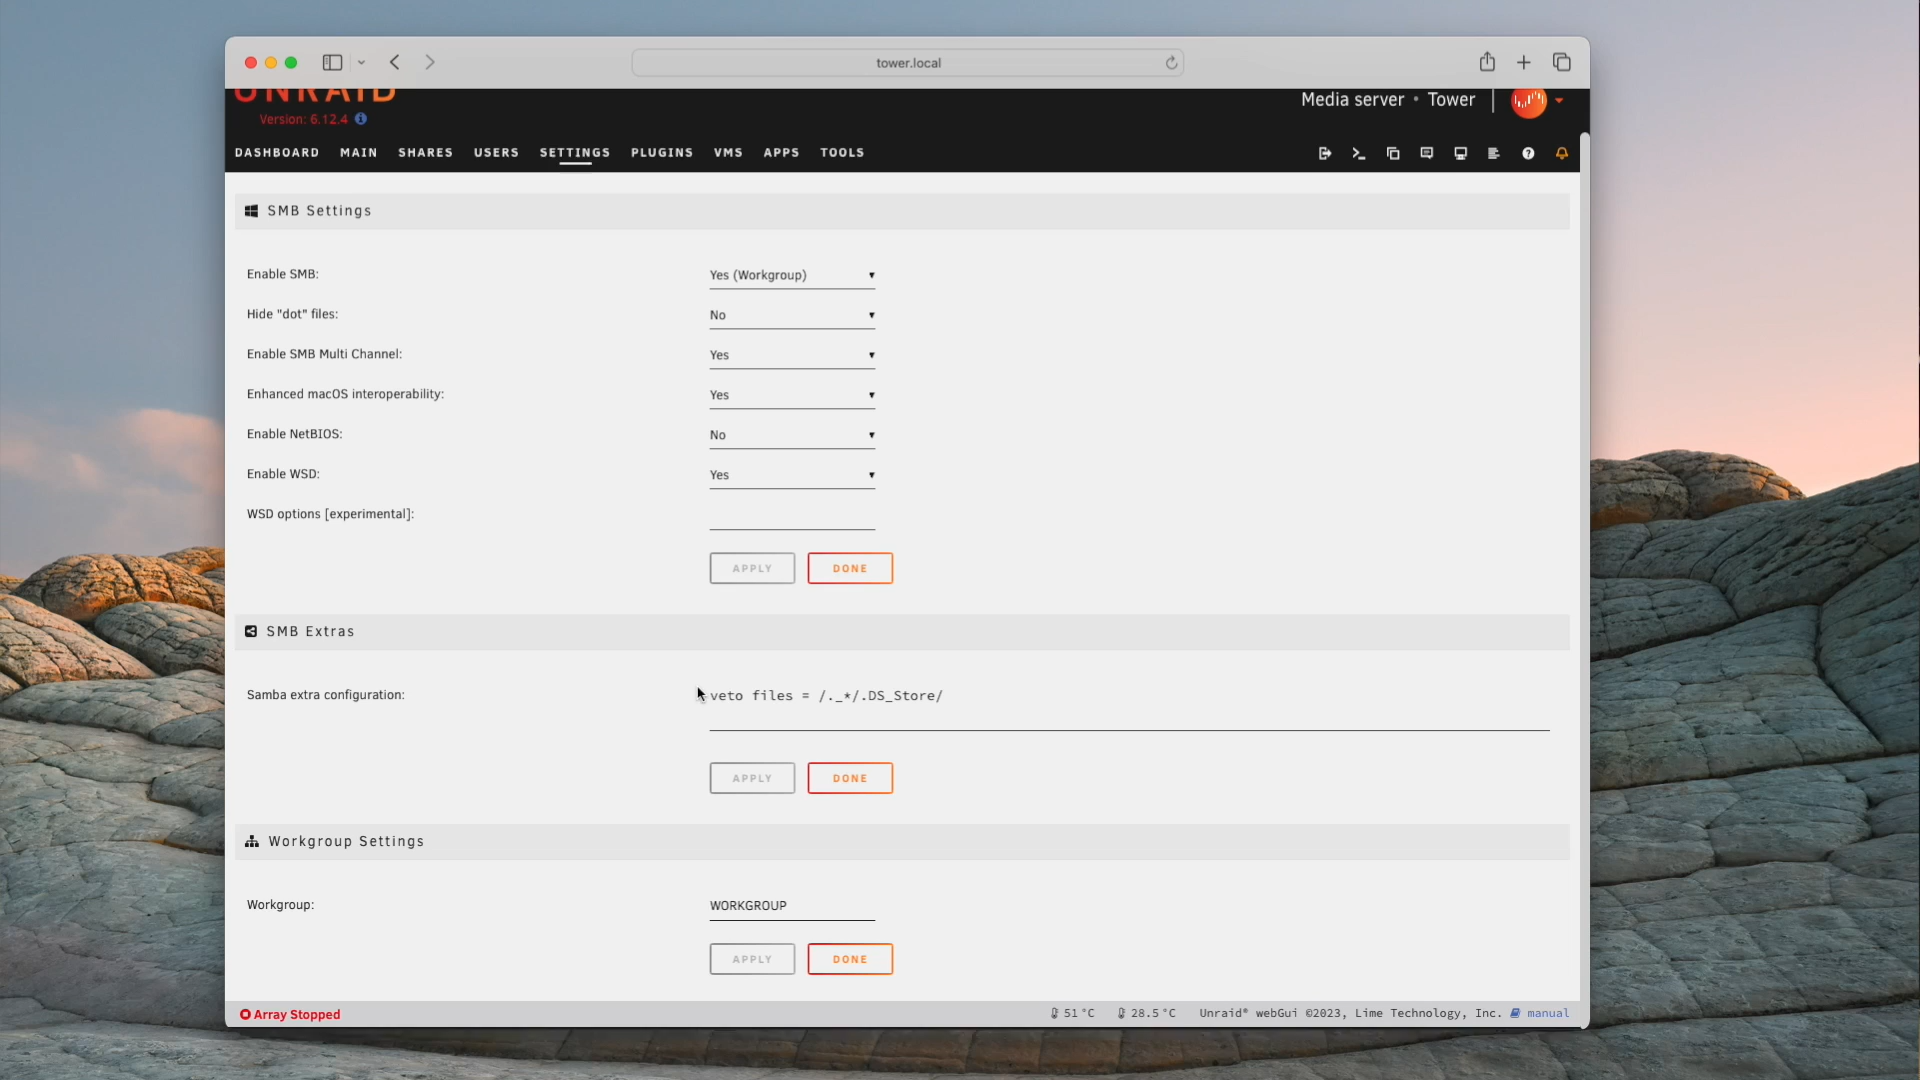 tower.local
UNRAID
Media server • Tower
Version: 6.12.4
DASHBOARD MAIN SHARES USERS SETTINGS PLUGINS VMS APPS TOOLS
SMB Settings
Enable SMB: Yes (Workgroup)
Hide "dot" files: No
Enable SMB Multi Channel: Yes
Enhanced macOS interoperability: Yes
Enable NetBIOS: No
Enable WSD: Yes
WSD options [experimental]:
APPLY DONE
SMB Extras
Samba extra configuration: veto files = /._*/.DS_Store/
APPLY DONE
Workgroup Settings
Workgroup: WORKGROUP
APPLY DONE
Array Stopped 51 °C 28.5 °C Unraid® webGui ©2023, Lime Technology, Inc. manual